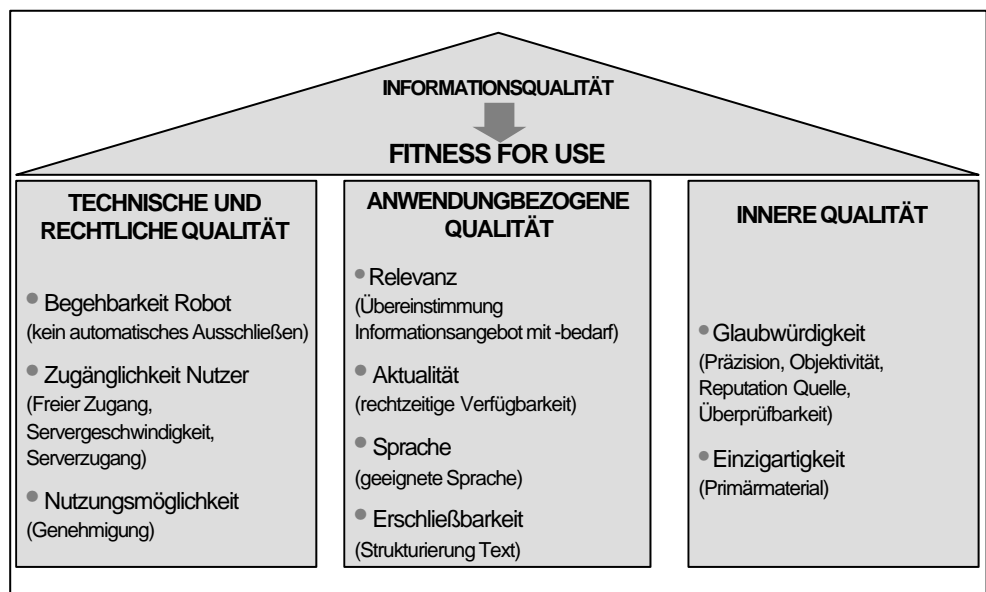 INFORMATIONSQUALITÄT
FITNESS FOR USE
TECHNISCHE UND
RECHTLICHE QUALITÄT
• Begehbarkeit Robot
(kein automatisches Ausschließen)
• Zugänglichkeit Nutzer
(Freier Zugang,
Servergeschwindigkeit,
Serverzugang)
• Nutzungsmöglichkeit
(Genehmigung)
ANWENDUNGBEZOGENE
QUALITÄT
• Relevanz
(Übereinstimmung
Informationsangebot mit -bedarf)
• Aktualität
(rechtzeitige Verfügbarkeit)
• Sprache
(geeignete Sprache)
• Erschließbarkeit
(Strukturierung Text)
INNERE QUALITÄT
• Glaubwürdigkeit
(Präzision, Objektivität,
Reputation Quelle,
Überprüfbarkeit)
• Einzigartigkeit
(Primärmaterial)